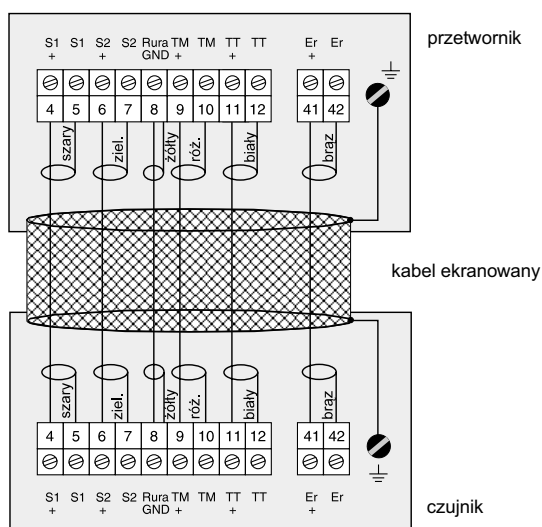 S1 S1 S2 S2 Rura TM TM TT TT Er Er
+ + GND + + +
przetwornik
4 5 6 7 8 9 10 11 12 41 42
szary ziel. żółty róż. biały brąz
kabel ekranowany
szary ziel. żółty róż. biały brąz
4 5 6 7 8 9 10 11 12 41 42
S1 S1 S2 S2 Rura TM TM TT TT Er Er
+ + GND + + +
czujnik